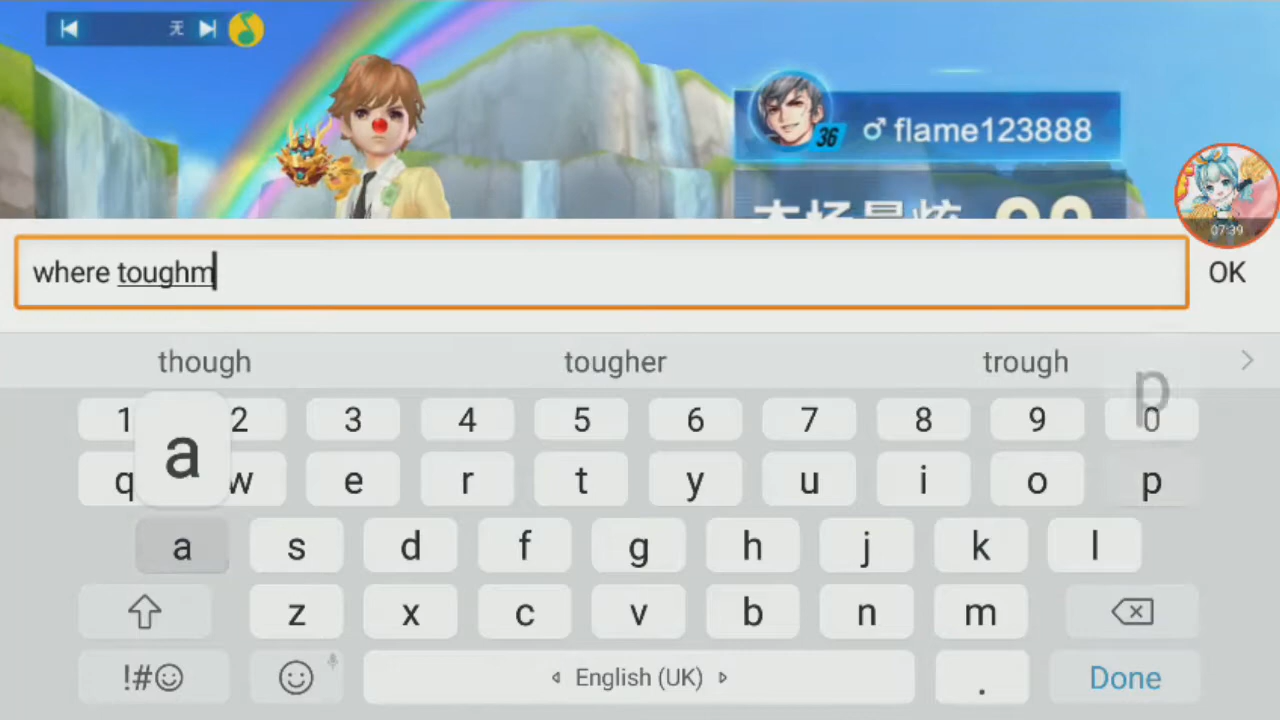 无
36 ♂flame123888
07:39
where toughm
OK
though tougher trough
p
1 2 3 4 5 6 7 8 9 0
a
q w e r t y u i o p
a s d f g h j k l
z x c v b n m
!#☺ English (UK) . Done